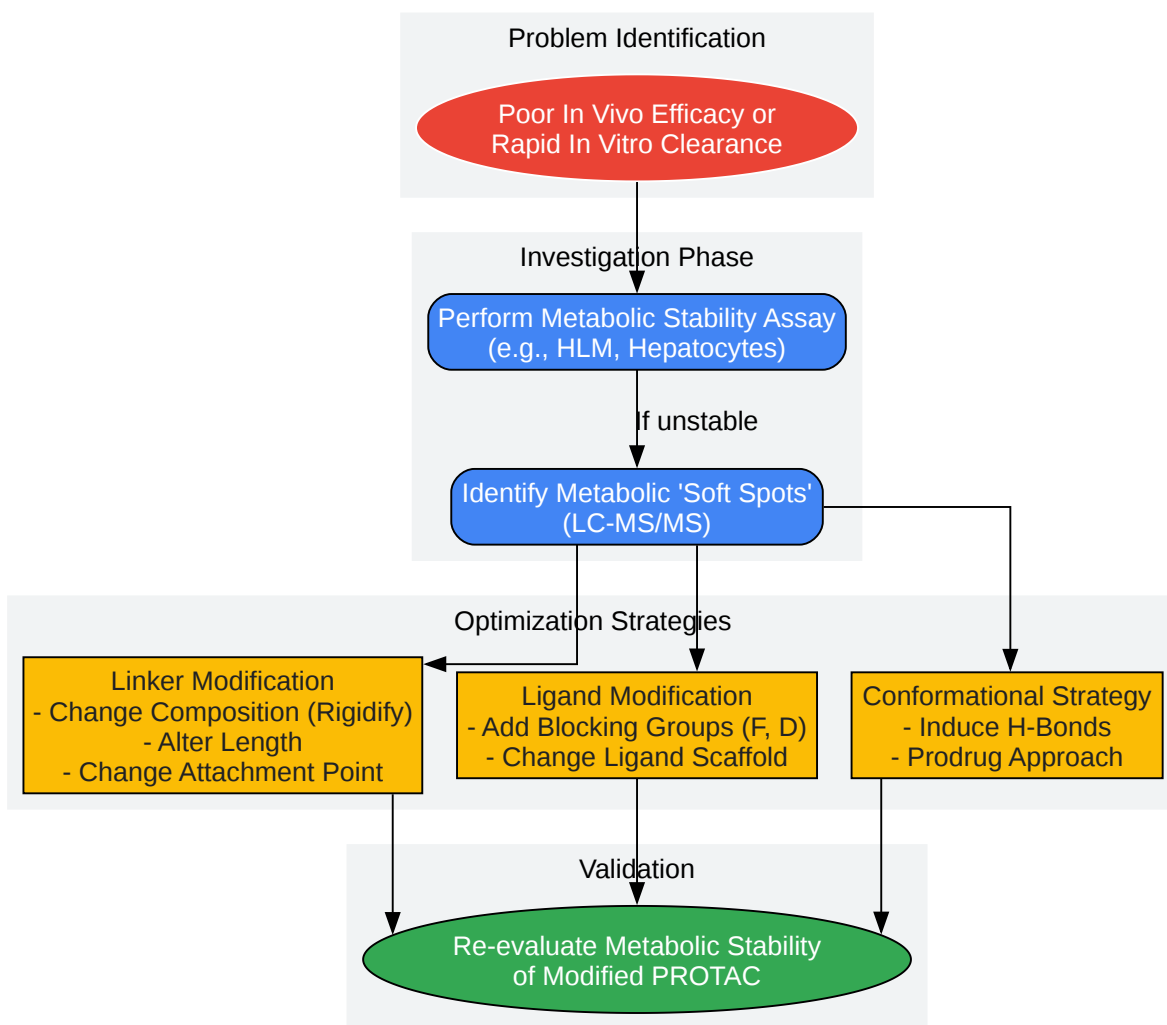 Problem Identification
Poor In Vivo Efficacy or
Rapid In Vitro Clearance
Investigation Phase
Perform Metabolic Stability Assay
(e.g., HLM, Hepatocytes)
If unstable
Identify Metabolic 'Soft Spots'
(LC-MS/MS)
Optimization Strategies
Linker Modification
- Change Composition (Rigidify)
- Alter Length
- Change Attachment Point
Ligand Modification
- Add Blocking Groups (F, D)
- Change Ligand Scaffold
Conformational Strategy
- Induce H-Bonds
- Prodrug Approach
Validation
Re-evaluate Metabolic Stability
of Modified PROTAC